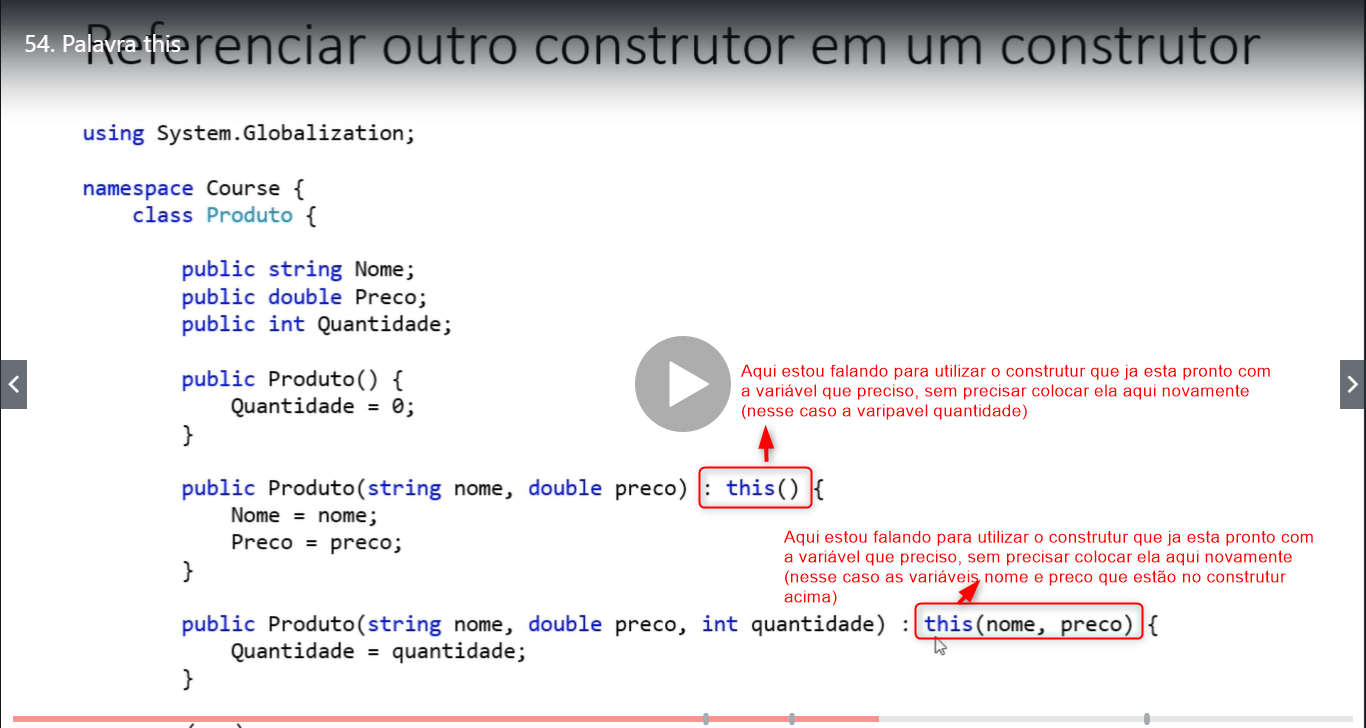 Referenciar outro construtor em um construtor
54. Palavra this
using System.Globalization;
namespace Course {
class Produto {
public string Nome;
public double Preco;
public int Quantidade;
public Produto() {
Quantidade = 0;
}
Aqui estou falando para utilizar o construtur que ja esta pronto com
a variável que preciso, sem precisar colocar ela aqui novamente
(nesse caso a varipavel quantidade)
public Produto(string nome, double preco) : this() {
Nome = nome;
Preco = preco;
}
Aqui estou falando para utilizar o construtur que ja esta pronto com
a variável que preciso, sem precisar colocar ela aqui novamente
(nesse caso as variáveis nome e preco que estão no construtur
acima)
public Produto(string nome, double preco, int quantidade) : this(nome, preco) {
Quantidade = quantidade;
}